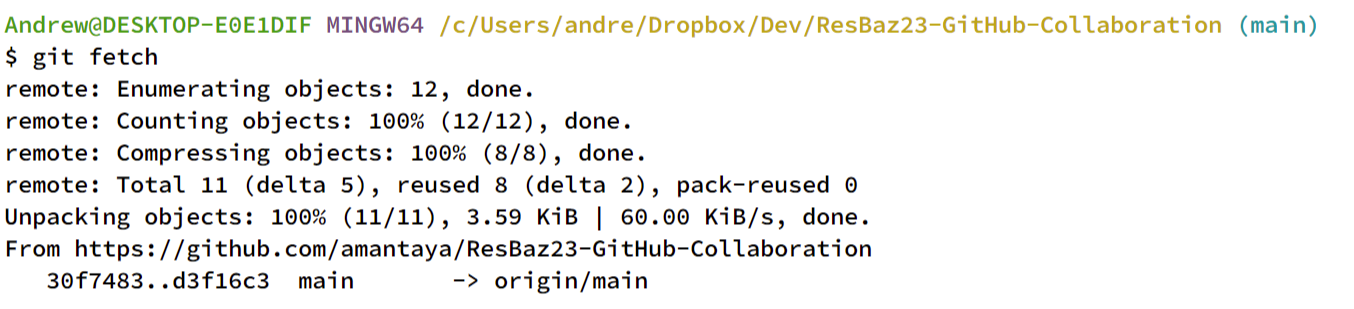 Andrew@DESKTOP-E0E1DIF MINGW64 /c/Users/andre/Dropbox/Dev/ResBaz23-GitHub-Collaboration (main)
$ git fetch
remote: Enumerating objects: 12, done.
remote: Counting objects: 100% (12/12), done.
remote: Compressing objects: 100% (8/8), done.
remote: Total 11 (delta 5), reused 8 (delta 2), pack-reused 0
Unpacking objects: 100% (11/11), 3.59 KiB | 60.00 KiB/s, done.
From https://github.com/amantaya/ResBaz23-GitHub-Collaboration
   30f7483..d3f16c3  main       -> origin/main